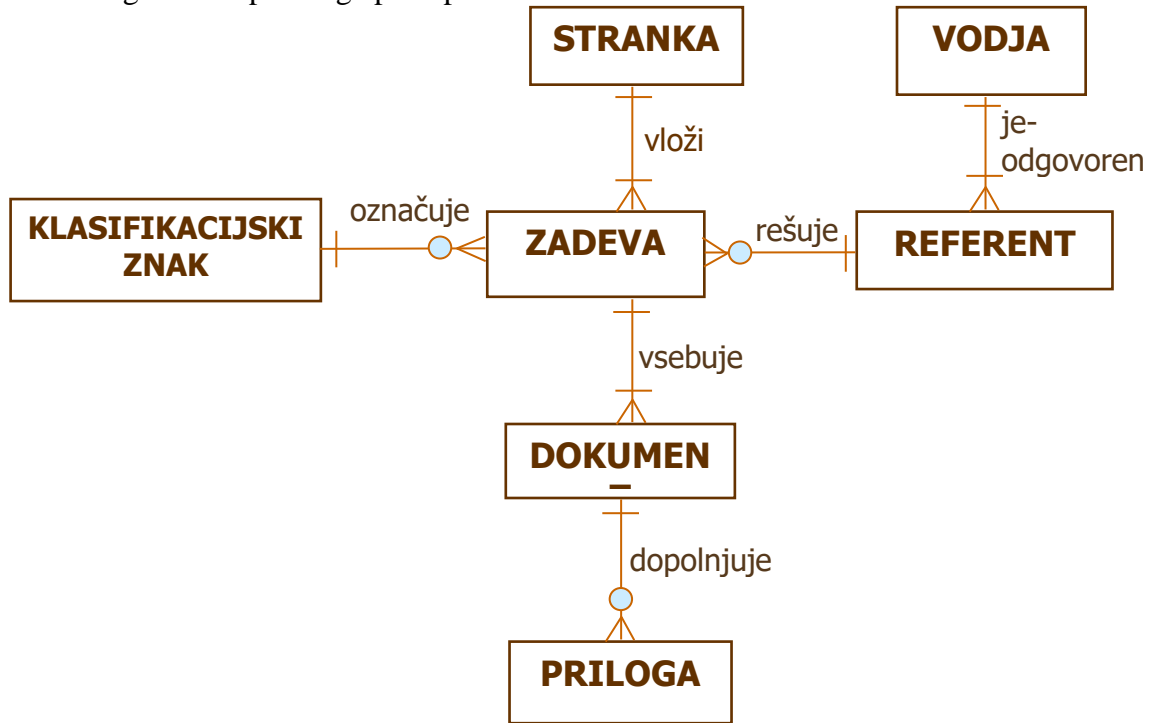 STRANKA
VODJA
vloži
je-
odgovoren
KLASIFIKACIJSKI
ZNAK
označuje
ZADEVA
rešuje
REFERENT
vsebuje
DOKUMEN
dopolnjuje
PRILOGA